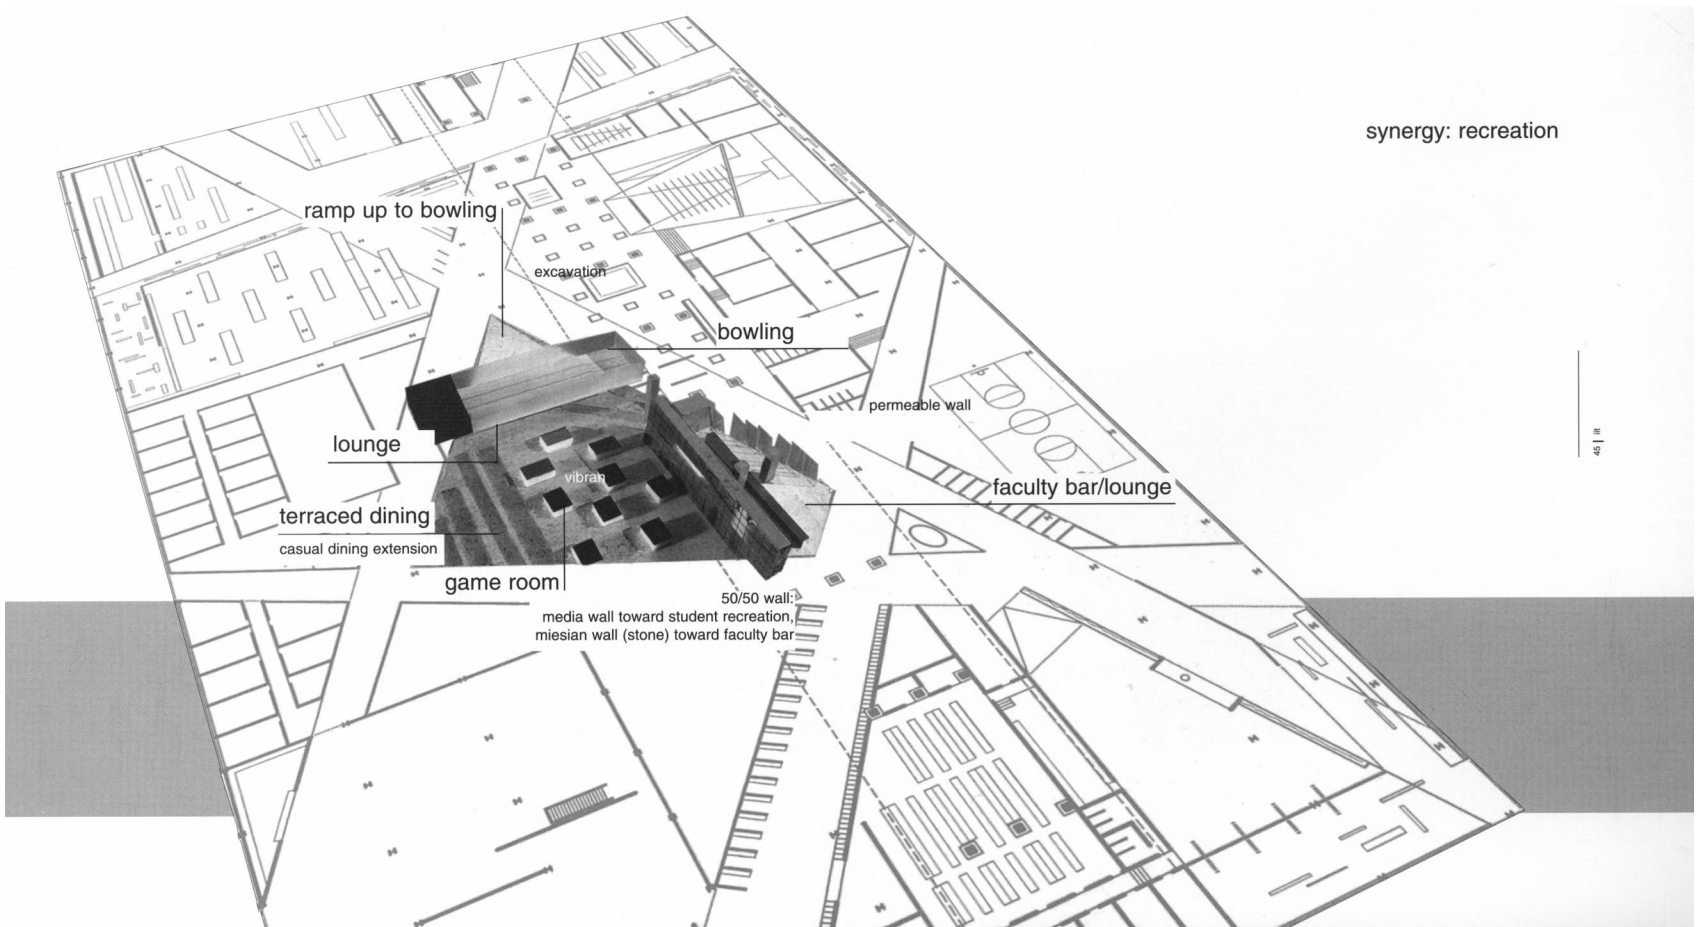 synergy: recreation
ramp up to bowling
excavation
bowling
permeable wall
lounge
vibran
faculty bar/lounge
terraced dining
casual dining extension
game room
50/50 wall:
media wall toward student recreation,
miesian wall (stone) toward faculty bar
45 | iit